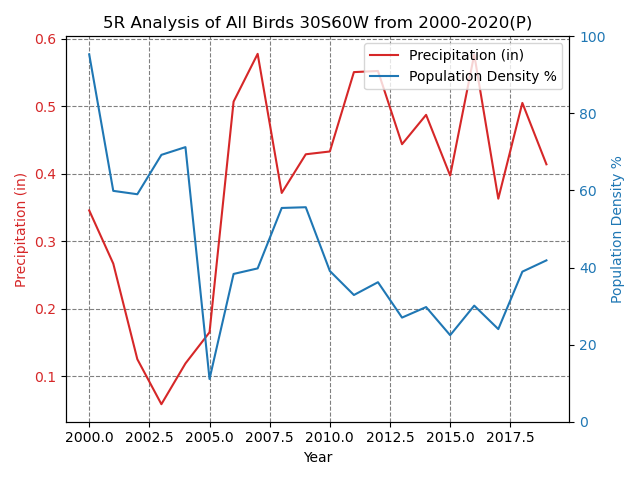 5R Analysis of All Birds 30S60W from 2000-2020(P)
Precipitation (in)
Population Density %
0.6
0.5
0.4
0.3
0.2
0.1
Precipitation (in)
100
80
60
40
20
0
Population Density %
2000.0 2002.5 2005.0 2007.5 2010.0 2012.5 2015.0 2017.5
Year